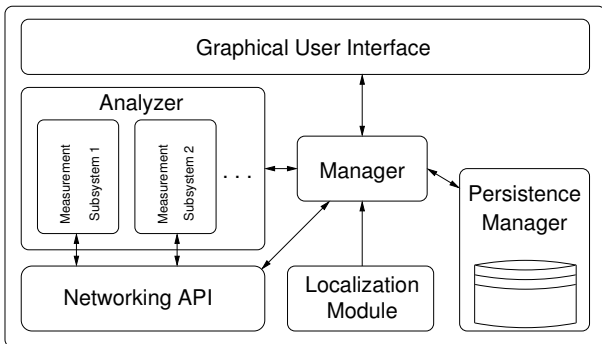 Graphical User Interface
Analyzer
Measurement
Subsystem 1
Measurement
Subsystem 2
. . .
Manager
Persistence
Manager
Networking API
Localization
Module